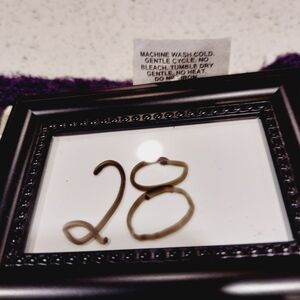 MACHINE WASH COLD.
GENTLE CYCLE. NO
BLEACH. TUMBLE DRY
GENTLE. NO HEAT.
DO NOT IRON
28